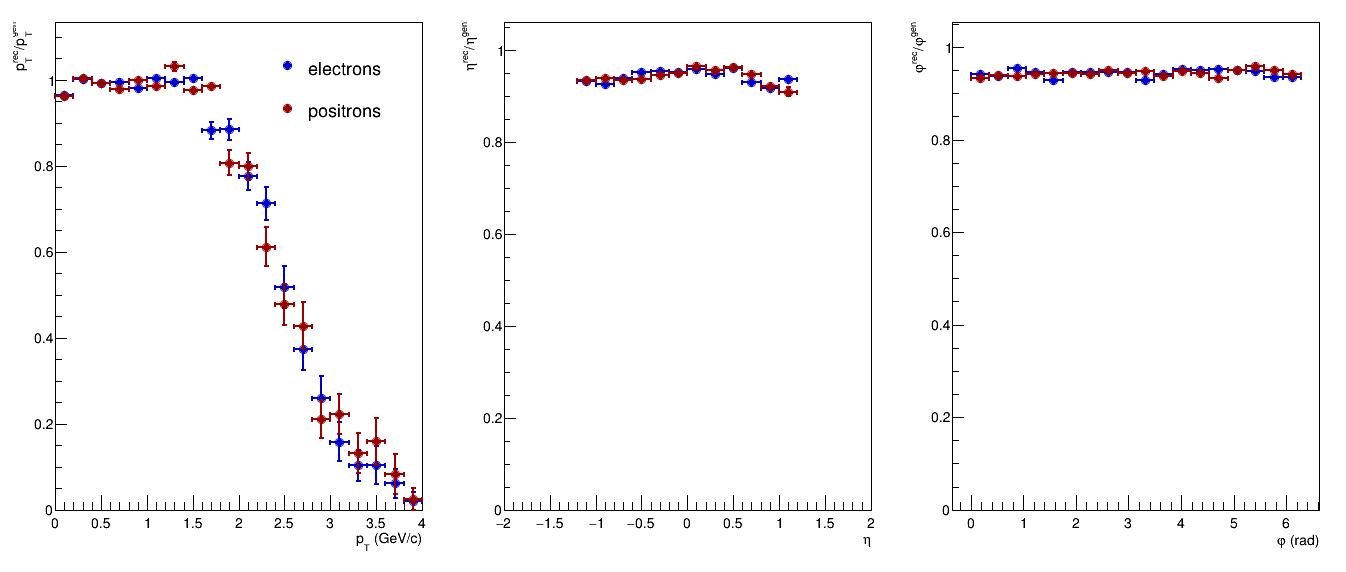 p_T^rec/p_T^gen
1
0.8
0.6
0.4
0.2
0
0 0.5 1 1.5 2 2.5 3 3.5 4
p_T (GeV/c)
electrons
positrons
η^rec/η^gen
1
0.8
0.6
0.4
0.2
0
−2 −1.5 −1 −0.5 0 0.5 1 1.5 2
η
φ^rec/φ^gen
1
0.8
0.6
0.4
0.2
0
0 1 2 3 4 5 6
φ (rad)